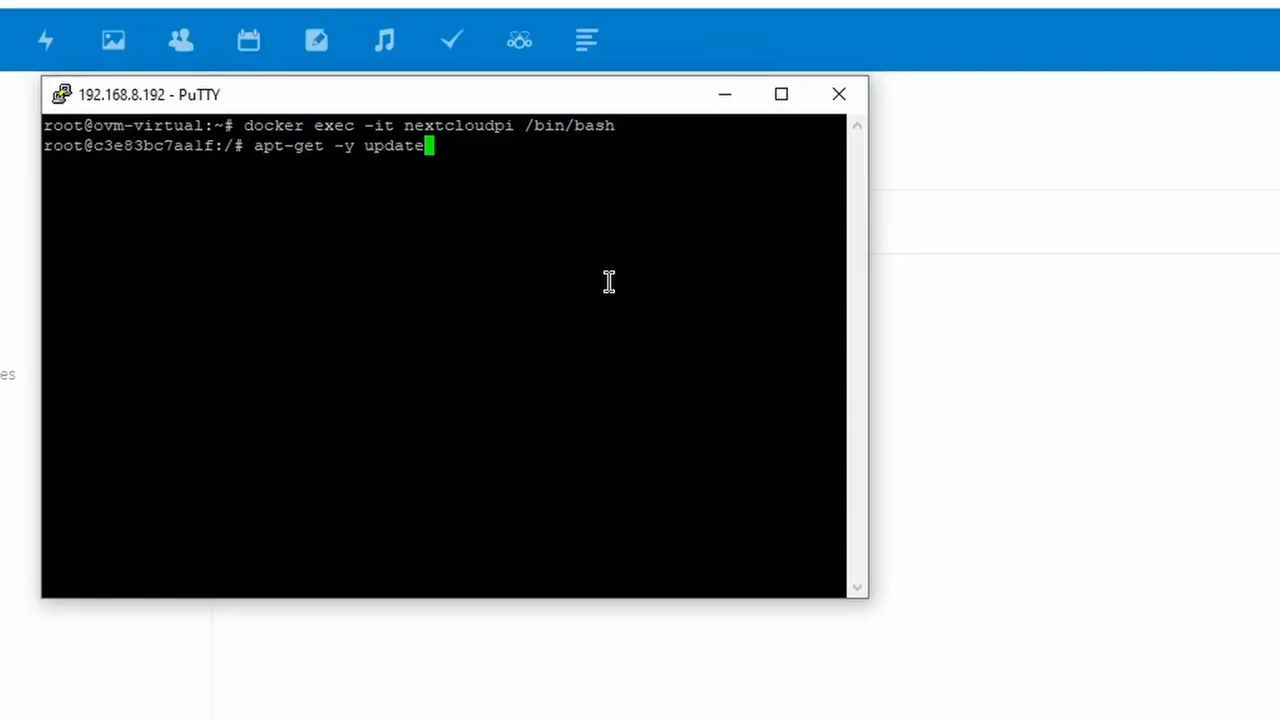 192.168.8.192 - PuTTY
root@ovm-virtual:~# docker exec -it nextcloudpi /bin/bash
root@c3e83bc7aa1f:/# apt-get -y update
es